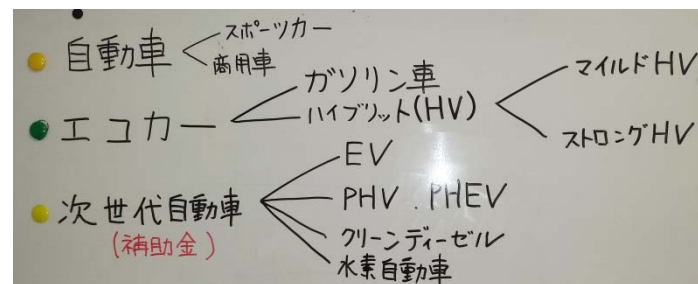 自動車
スポーツカー
商用車
エコカー
ガソリン車
ハイブリット(HV)
マイルドHV
ストロングHV
次世代自動車
(補助金)
EV
PHV . PHEV
クリーンディーゼル
水素自動車